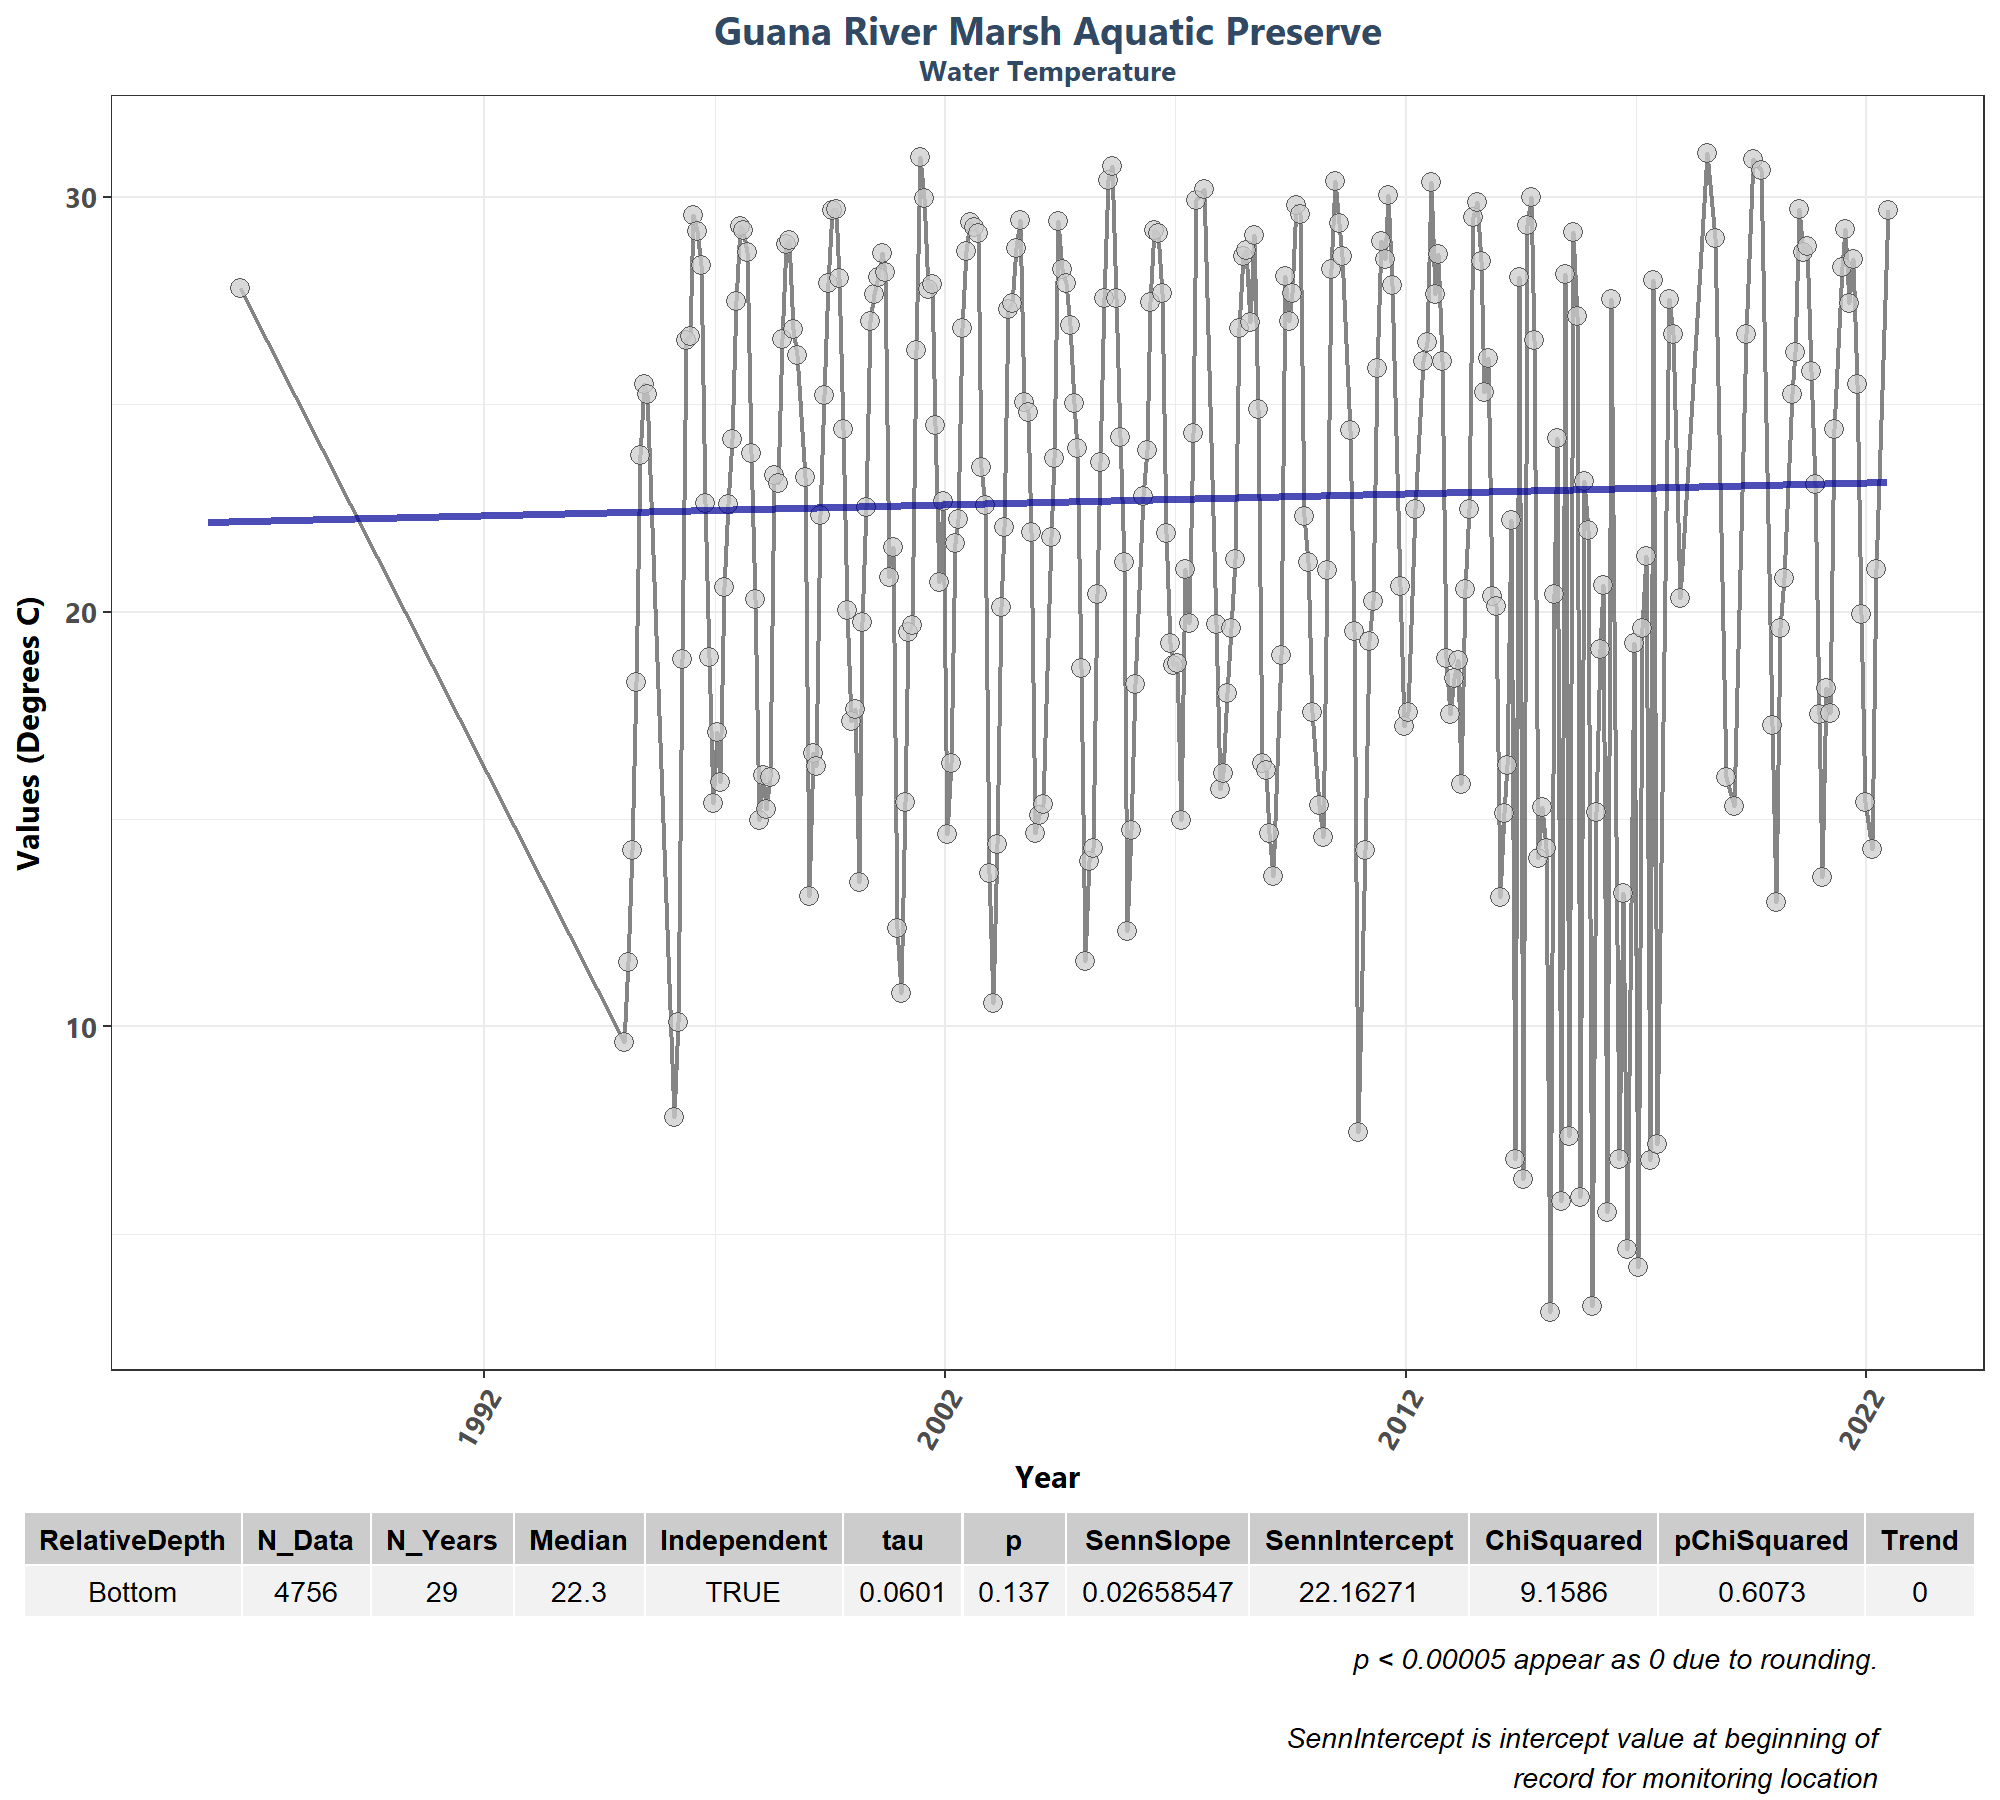 Guana River Marsh Aquatic Preserve
Water Temperature
Values (Degrees C)
30
20
10
1992
2002
2012
2022
Year
RelativeDepth N_Data N_Years Median Independent tau p SennSlope SennIntercept ChiSquared pChiSquared Trend
Bottom 4756 29 22.3 TRUE 0.0601 0.137 0.02658547 22.16271 9.1586 0.6073 0
p < 0.00005 appear as 0 due to rounding.
SennIntercept is intercept value at beginning of
record for monitoring location